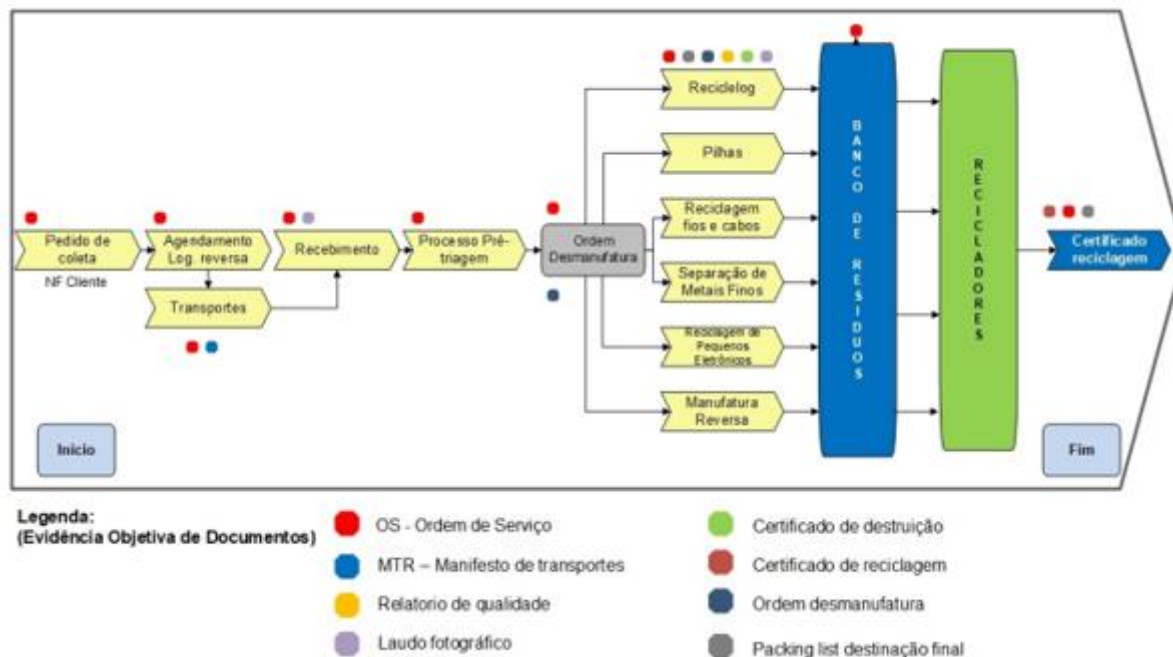 Reciclelog
Pilhas
Reciclagem
fios e cabos
Separação de
Metais Finos
Reciclagem de
Pequenos
Eletrônicos
Manufatura
Reversa
Pedido de
coleta
NF Cliente
Agendamento
Log. reversa
Transportes
Recebimento
Processo Pré-
triagem
Ordem
Desmanufatura
BANCO DE RESIDUOS
RECICLADORES
Certificado
reciclagem
Inicio
Fim
Legenda:
(Evidência Objetiva de Documentos)
OS - Ordem de Serviço
MTR – Manifesto de transportes
Relatorio de qualidade
Laudo fotográfico
Certificado de destruição
Certificado de reciclagem
Ordem desmanufatura
Packing list destinação final